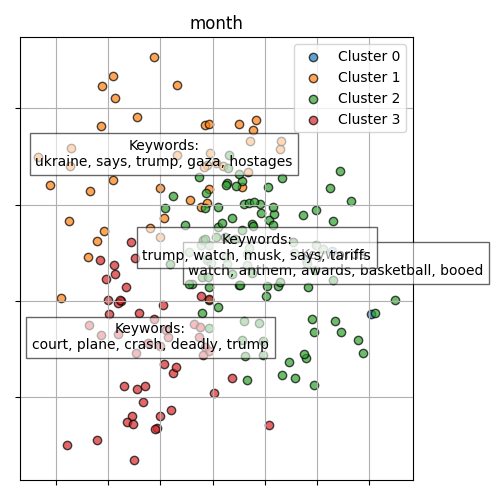 month
Cluster 0
Cluster 1
Cluster 2
Cluster 3
Keywords:
ukraine, says, trump, gaza, hostages
Keywords:
trump, watch, musk, says, tariffs
watch, anthem, awards, basketball, booed
Keywords:
court, plane, crash, deadly, trump